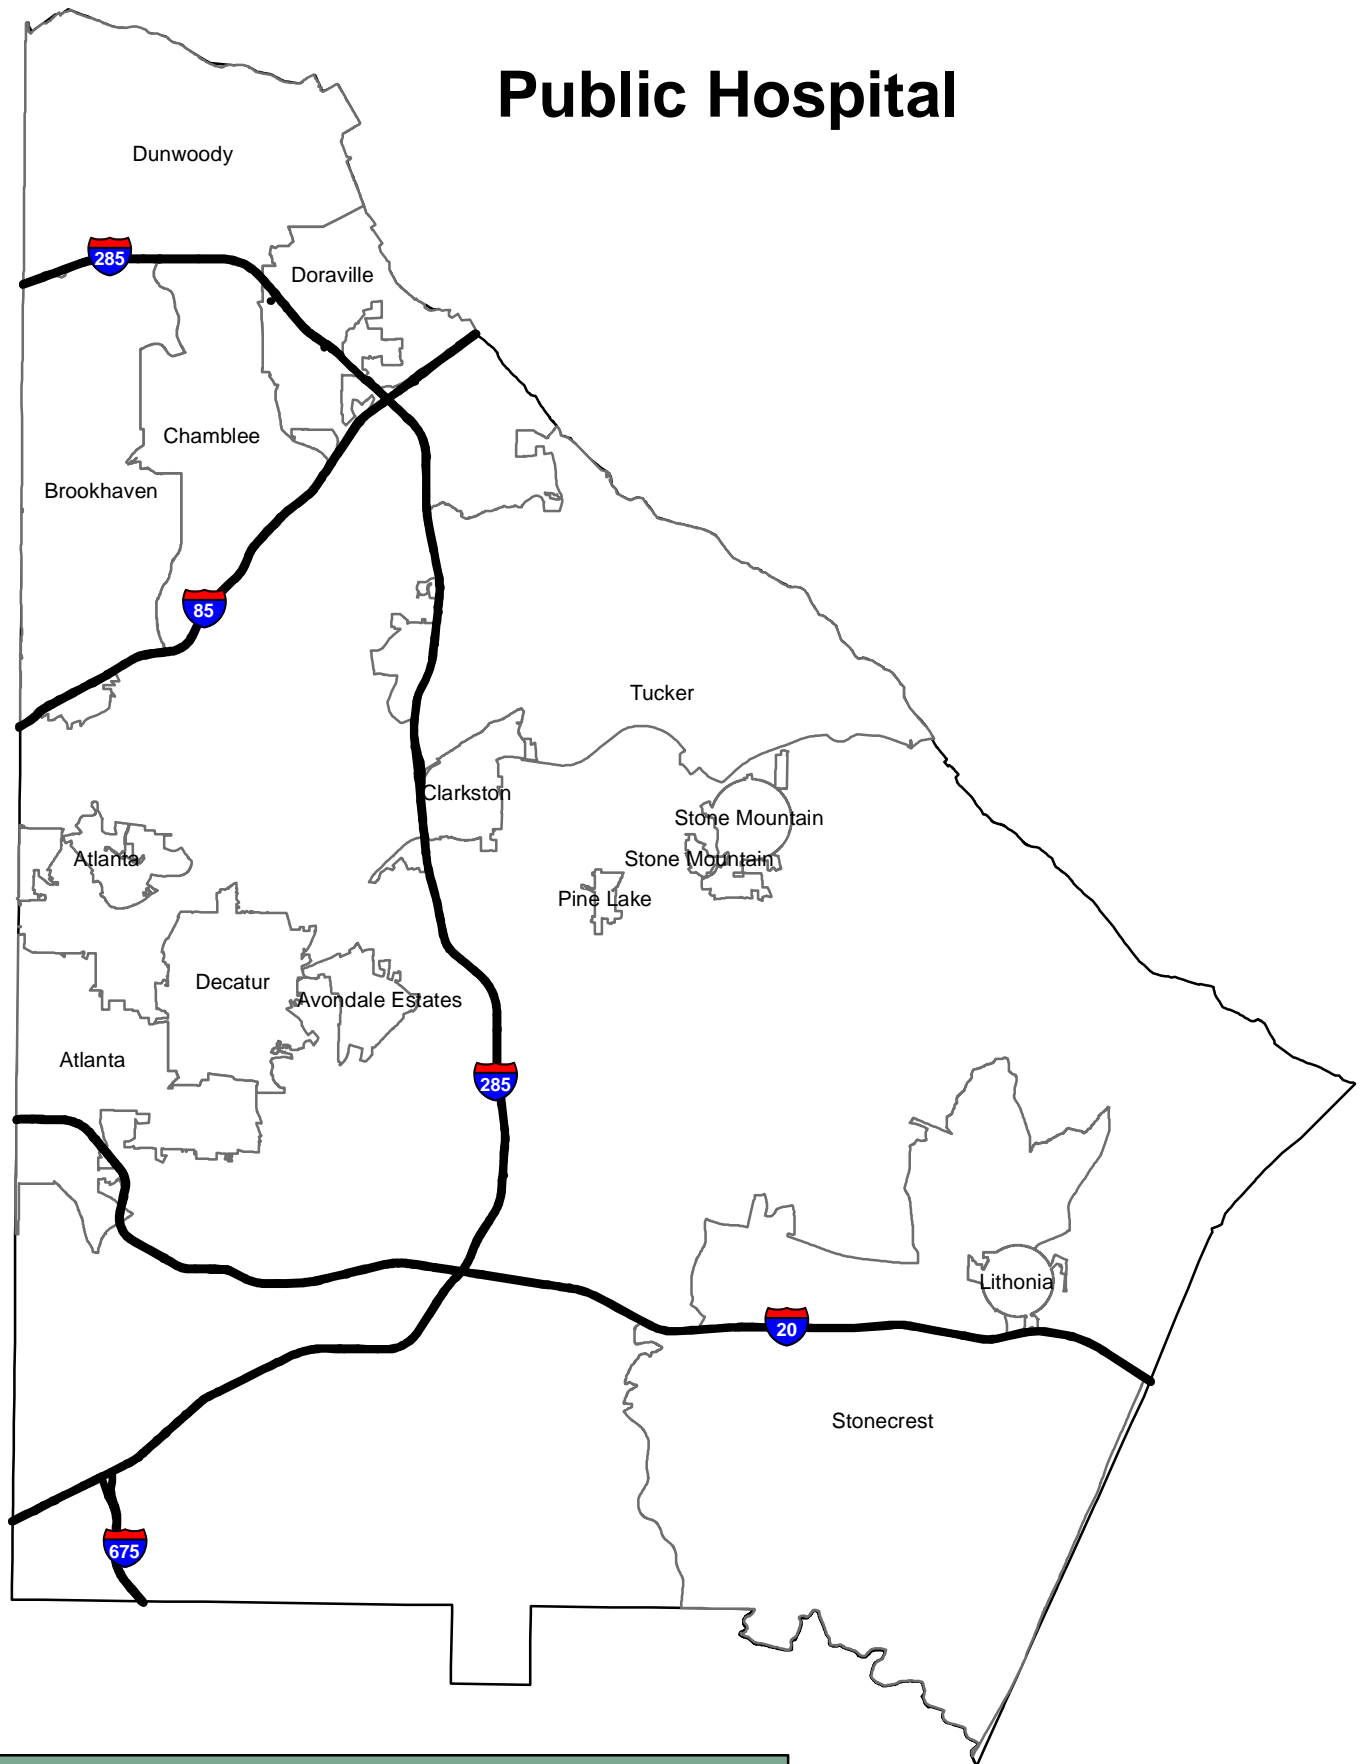 Public Hospital
Dunwoody
285
Doraville
Chamblee
Brookhaven
85
Tucker
Clarkston
Stone Mountain
Atlanta
Stone Mountain
Pine Lake
Decatur
Avondale Estates
Atlanta
285
Lithonia
20
Stonecrest
675